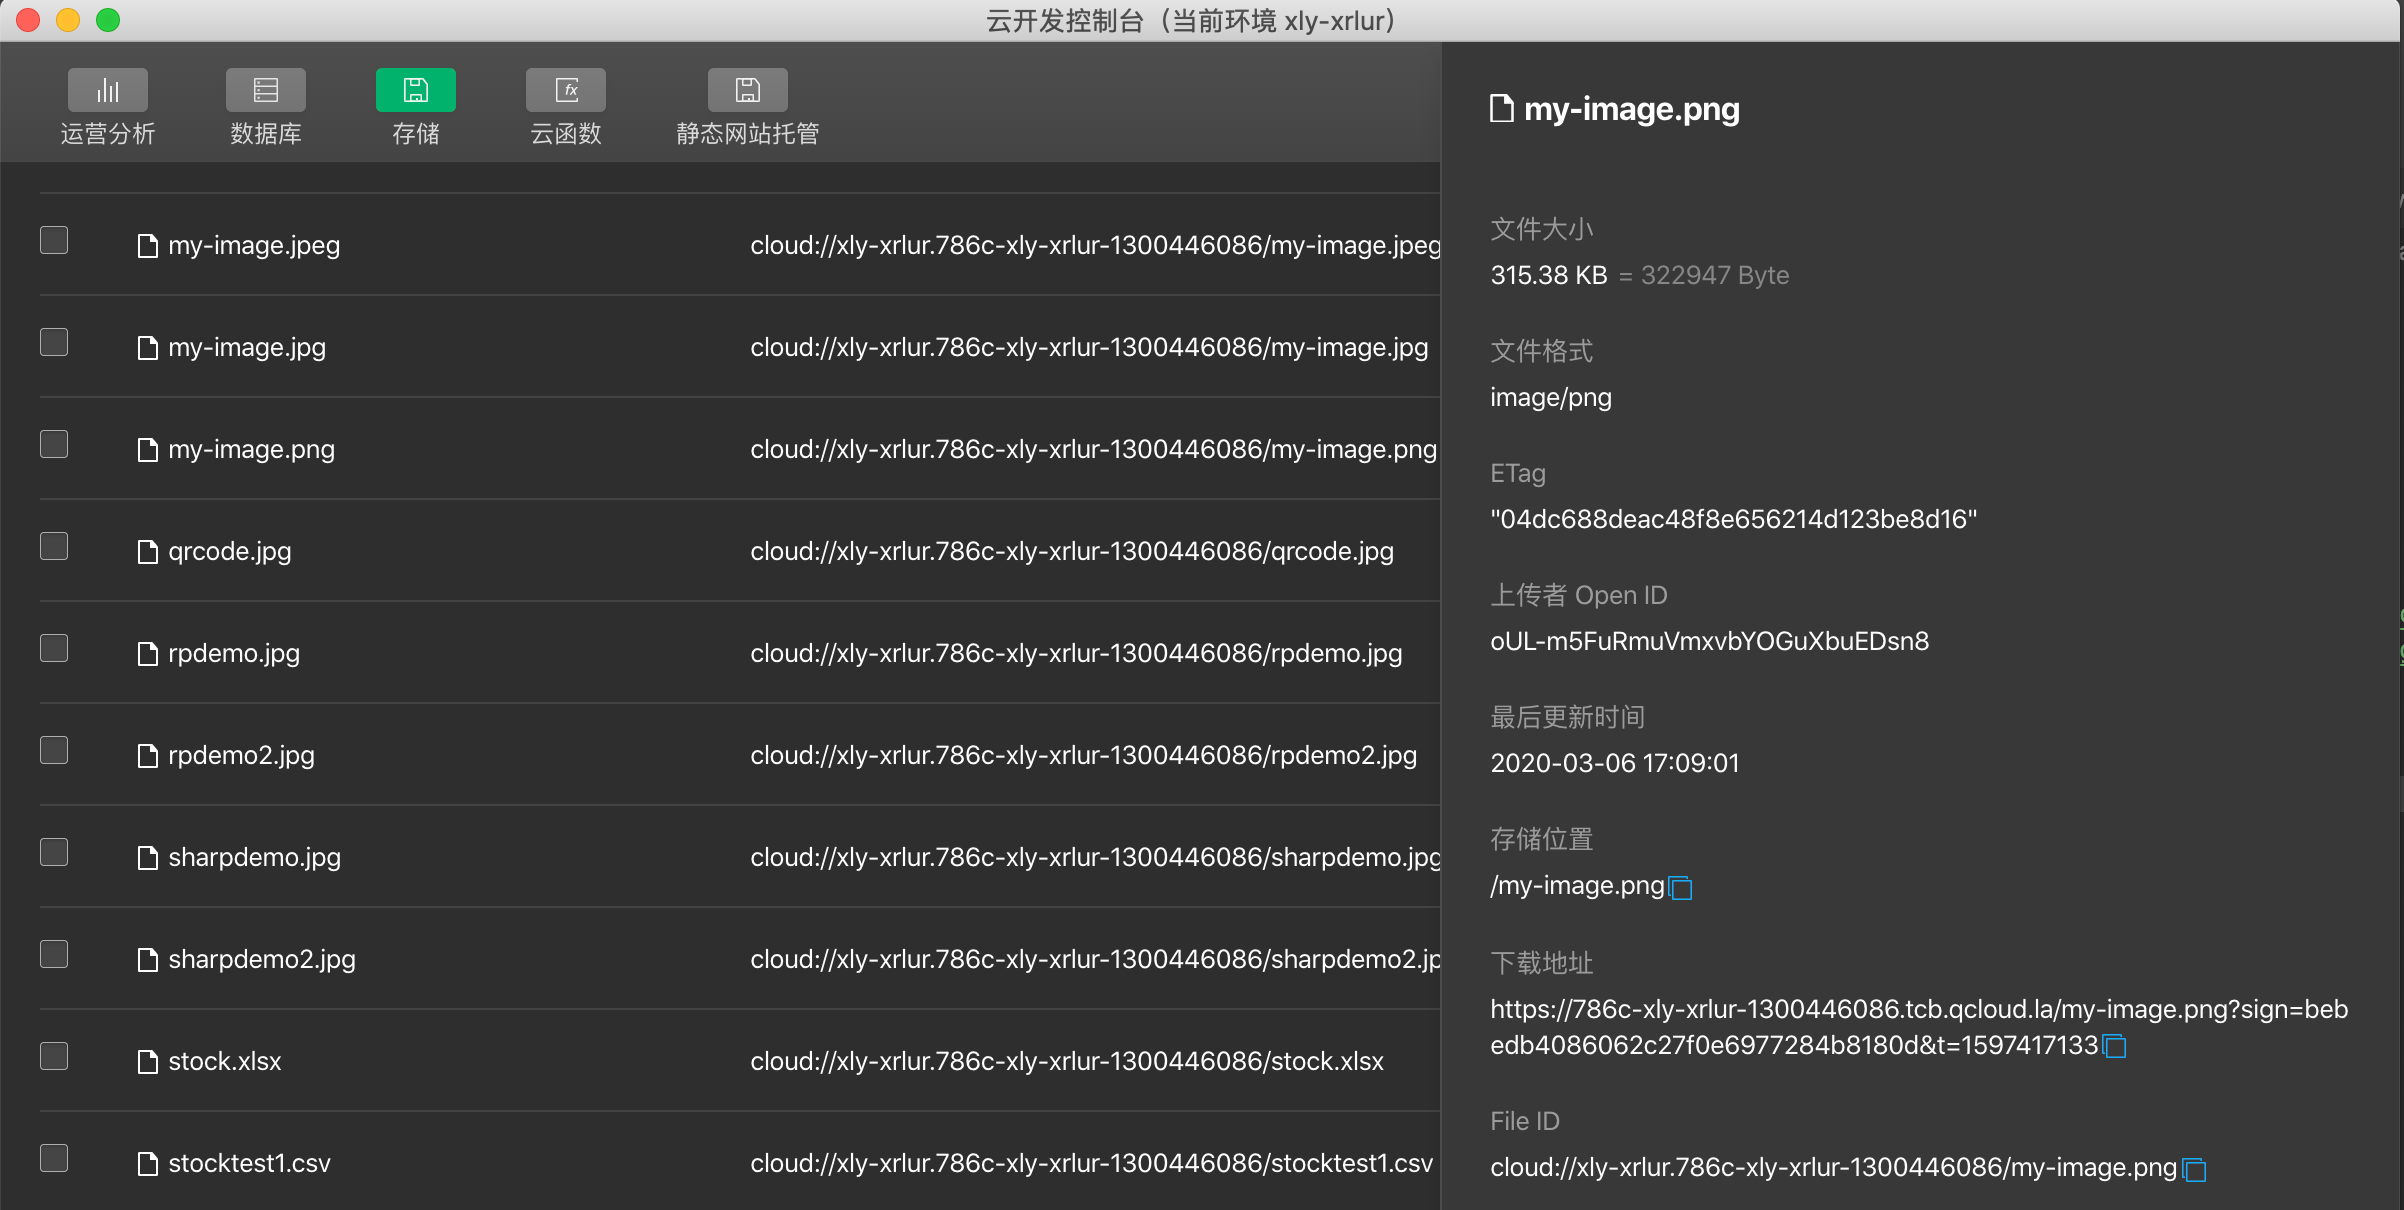 云开发控制台（当前环境 xly-xrlur）
运营分析
数据库
存储
云函数
静态网站托管
my-image.jpeg cloud://xly-xrlur.786c-xly-xrlur-1300446086/my-image.jpeg
my-image.jpg cloud://xly-xrlur.786c-xly-xrlur-1300446086/my-image.jpg
my-image.png cloud://xly-xrlur.786c-xly-xrlur-1300446086/my-image.png
qrcode.jpg cloud://xly-xrlur.786c-xly-xrlur-1300446086/qrcode.jpg
rpdemo.jpg cloud://xly-xrlur.786c-xly-xrlur-1300446086/rpdemo.jpg
rpdemo2.jpg cloud://xly-xrlur.786c-xly-xrlur-1300446086/rpdemo2.jpg
sharpdemo.jpg cloud://xly-xrlur.786c-xly-xrlur-1300446086/sharpdemo.jpg
sharpdemo2.jpg cloud://xly-xrlur.786c-xly-xrlur-1300446086/sharpdemo2.jp
stock.xlsx cloud://xly-xrlur.786c-xly-xrlur-1300446086/stock.xlsx
stocktest1.csv cloud://xly-xrlur.786c-xly-xrlur-1300446086/stocktest1.csv
my-image.png
文件大小
315.38 KB = 322947 Byte
文件格式
image/png
ETag
"04dc688deac48f8e656214d123be8d16"
上传者 Open ID
oUL-m5FuRmuVmxvbYOGuXbuEDsn8
最后更新时间
2020-03-06 17:09:01
存储位置
/my-image.png
下载地址
https://786c-xly-xrlur-1300446086.tcb.qcloud.la/my-image.png?sign=beb
edb4086062c27f0e6977284b8180d&t=1597417133
File ID
cloud://xly-xrlur.786c-xly-xrlur-1300446086/my-image.png